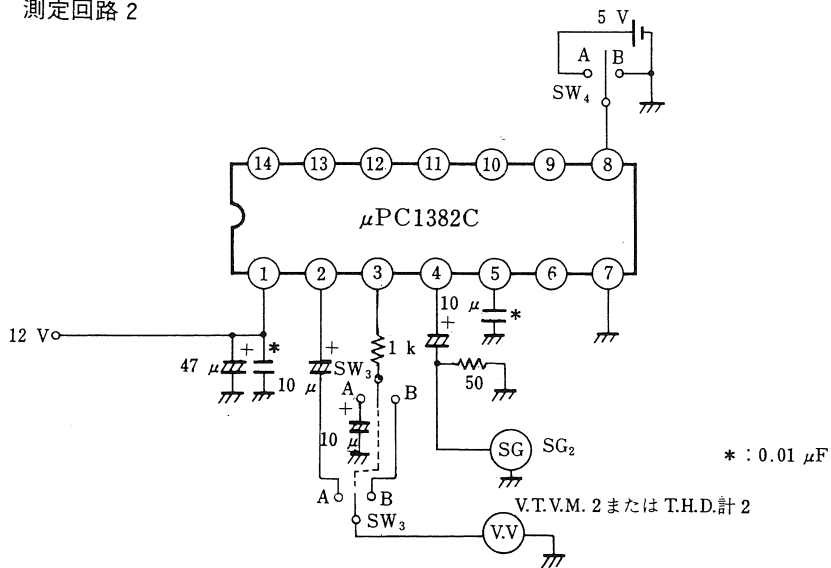 測定回路 2
5 V
A B
SW₄
14 13 12 11 10 9 8
μPC1382C
1 2 3 4 5 6 7
12 V
47 μ
+
*
10 μ
+
SW₃
1 k
A B
+
10 μ
A B
SW₃
10 μ
+
*
50
SG SG₂
* : 0.01 μF
V.T.V.M. 2 または T.H.D.計 2
V.V